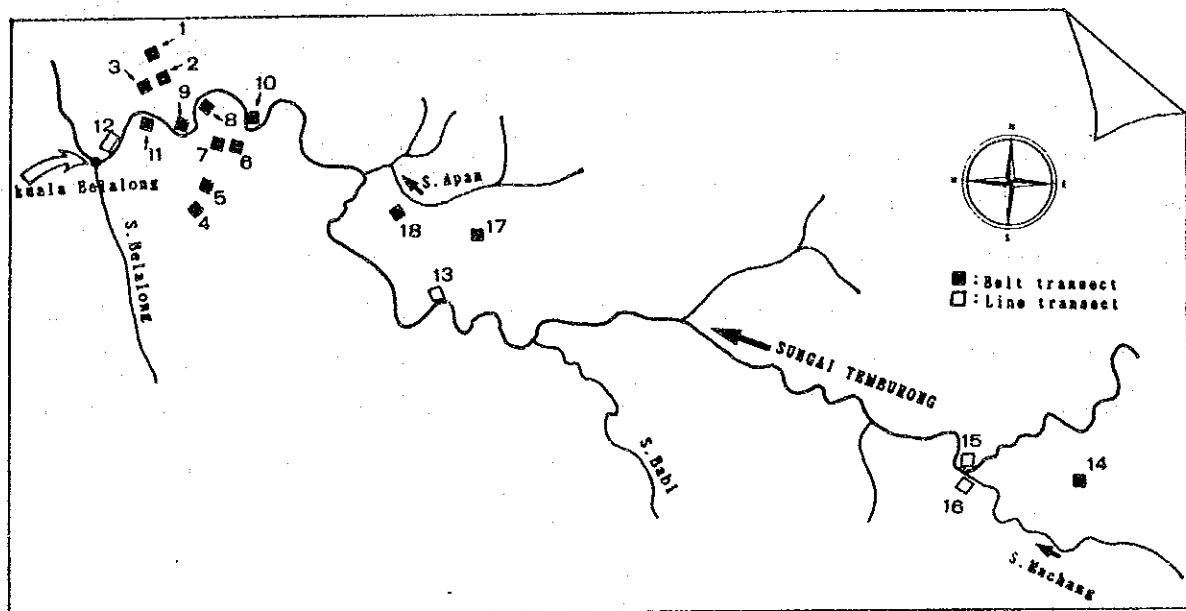 1
3
2
9
10
12
8
11
7
6
kuala Belalong
5
4
S. Apan
18
17
S. Belalong
13
N
W
E
S
■ : Belt transect
□ : Line transect
SUNGAI TEMBURONG
S. Babi
15
14
16
S. Machang